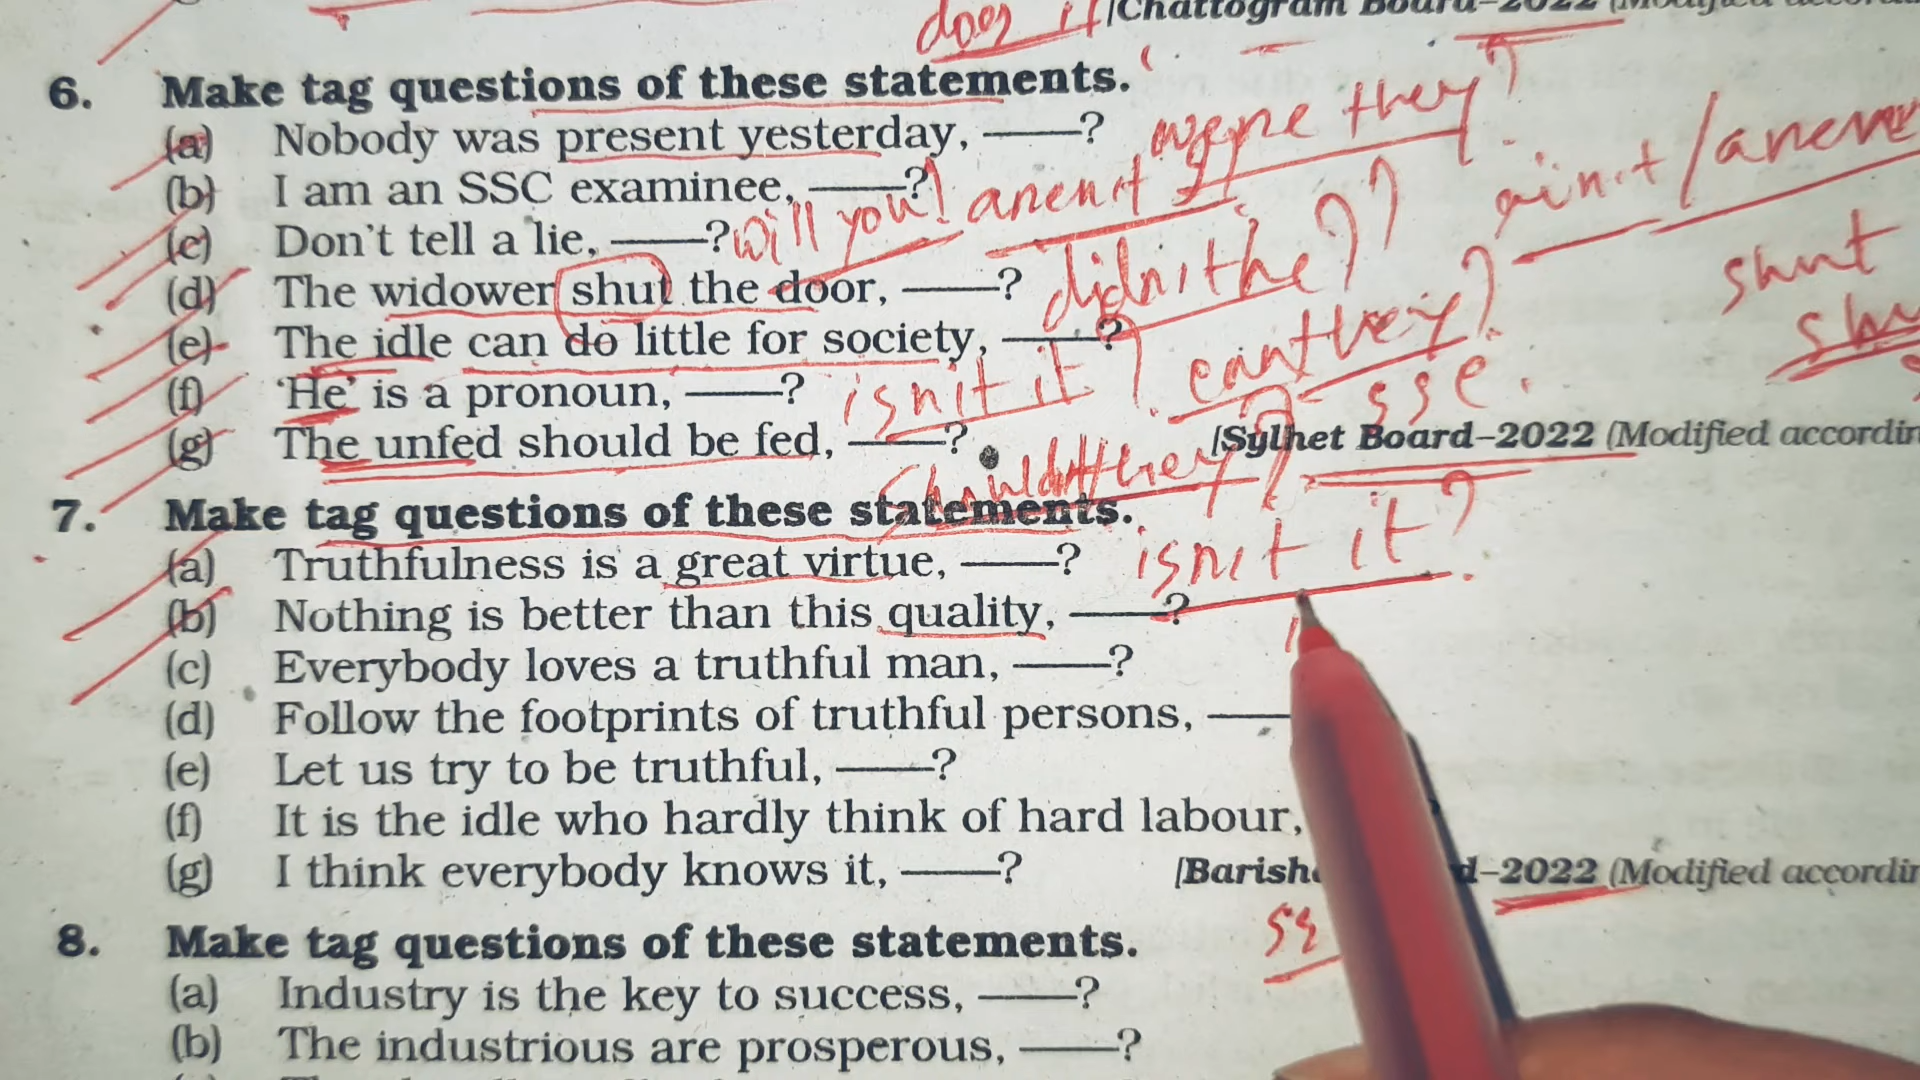 does it [Chattogram Board–2022 (Modified accordin
6. Make tag questions of these statements.
(a) Nobody was present yesterday, ——? were they?
(b) I am an SSC examinee, ——? aren't I? ain't/aren
(c) Don't tell a lie, ——? will you?
(d) The widower shut the door, ——? didn't he? shut
(e) The idle can do little for society, ——? can they?
(f) 'He' is a pronoun, ——? isn't it?
(g) The unfed should be fed, ——? shouldn't they? [Sylhet Board–2022 (Modified accordin
7. Make tag questions of these statements.
(a) Truthfulness is a great virtue, ——? isn't it?
(b) Nothing is better than this quality, ——?
(c) Everybody loves a truthful man, ——?
(d) Follow the footprints of truthful persons, ——
(e) Let us try to be truthful, ——?
(f) It is the idle who hardly think of hard labour,
(g) I think everybody knows it, ——? [Barish d–2022 (Modified accordin
8. Make tag questions of these statements.
(a) Industry is the key to success, ——?
(b) The industrious are prosperous, ——?